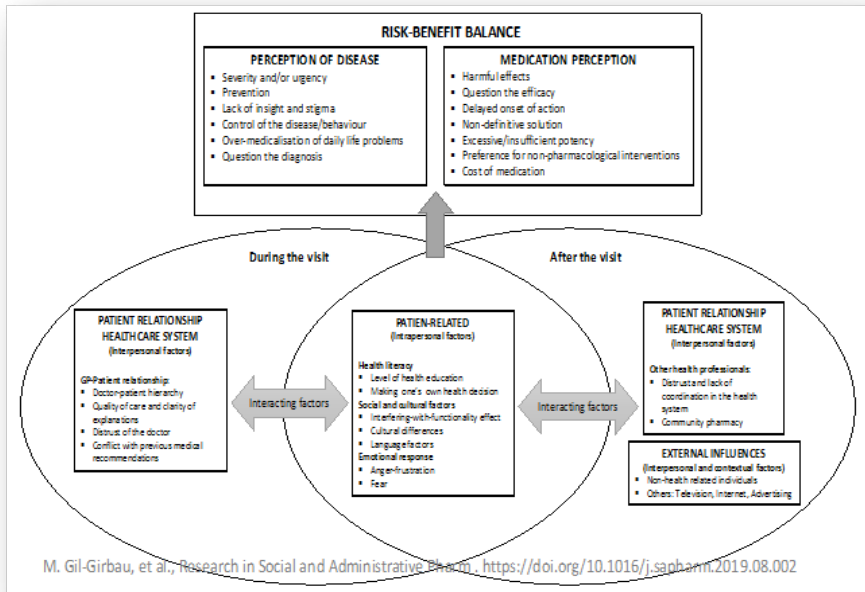 RISK-BENEFIT BALANCE
PERCEPTION OF DISEASE
▪ Severity and/or urgency
▪ Prevention
▪ Lack of insight and stigma
▪ Control of the disease/behaviour
▪ Over-medicalisation of daily life problems
▪ Question the diagnosis
MEDICATION PERCEPTION
▪ Harmful effects
▪ Question the efficacy
▪ Delayed onset of action
▪ Non-definitive solution
▪ Excessive/insufficient potency
▪ Preference for non-pharmacological interventions
▪ Cost of medication
During the visit
After the visit
PATIENT RELATIONSHIP
HEALTHCARE SYSTEM
(Interpersonal factors)
GP-Patient relationship:
▪ Doctor-patient hierarchy
▪ Quality of care and clarity of
explanations
▪ Distrust of the doctor
▪ Conflict with previous medical
recommendations
Interacting factors
PATIEN-RELATED
(Intrapersonal factors)
Health literacy
▪ Level of health education
▪ Making one's own health decision
Social and cultural factors
▪ Interfering-with-functionality effect
▪ Cultural differences
▪ Language factors
Emotional response
▪ Anger-frustration
▪ Fear
Interacting factors
PATIENT RELATIONSHIP
HEALTHCARE SYSTEM
(Interpersonal factors)
Other health professionals:
▪ Distrust and lack of
coordination in the health
system
▪ Community pharmacy
EXTERNAL INFLUENCES
(Interpersonal and contextual factors)
▪ Non-health related individuals
▪ Others: Television, Internet, Advertising
M. Gil-Girbau, et al., Research in Social and Administrative Pharm . https://doi.org/10.1016/j.sapharm.2019.08.002